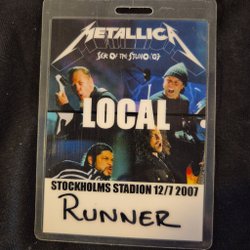 METALLICA
SICK OF THE STUDIO '07
LOCAL
STOCKHOLMS STADION 12/7 2007
RUNNER